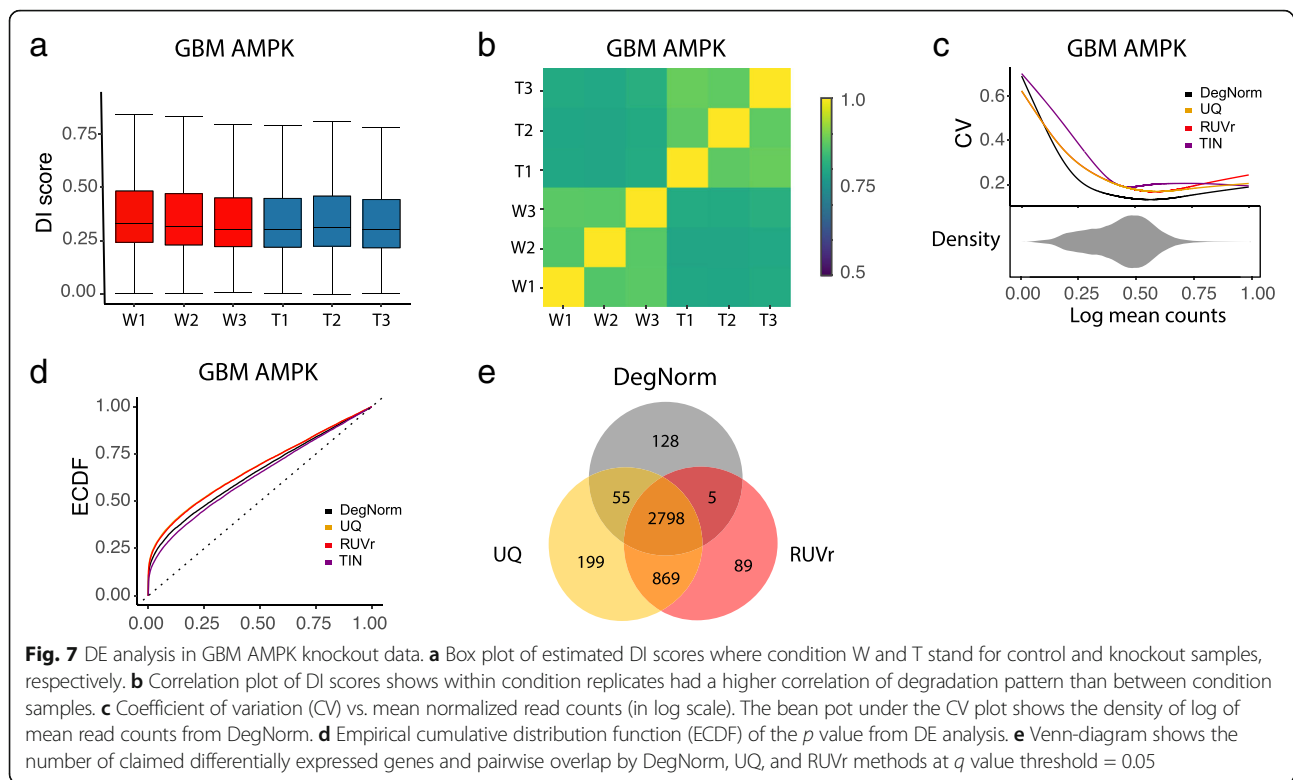 a
GBM AMPK
DI score
0.75
0.50
0.25
0.00
W1 W2 W3 T1 T2 T3
b
GBM AMPK
T3
T2
T1
W3
W2
W1
W1 W2 W3 T1 T2 T3
1.0
0.75
0.5
c
GBM AMPK
CV
0.6
0.4
0.2
DegNorm
UQ
RUVr
TIN
Density
0.00 0.25 0.50 0.75 1.00
Log mean counts
d
GBM AMPK
ECDF
1.00
0.75
0.50
0.25
0.00
DegNorm
UQ
RUVr
TIN
0.00 0.25 0.50 0.75 1.00
e
DegNorm
128
55
5
2798
UQ
RUVr
199
869
89
Fig. 7 DE analysis in GBM AMPK knockout data. a Box plot of estimated DI scores where condition W and T stand for control and knockout samples,
respectively. b Correlation plot of DI scores shows within condition replicates had a higher correlation of degradation pattern than between condition
samples. c Coefficient of variation (CV) vs. mean normalized read counts (in log scale). The bean pot under the CV plot shows the density of log of
mean read counts from DegNorm. d Empirical cumulative distribution function (ECDF) of the p value from DE analysis. e Venn-diagram shows the
number of claimed differentially expressed genes and pairwise overlap by DegNorm, UQ, and RUVr methods at q value threshold = 0.05